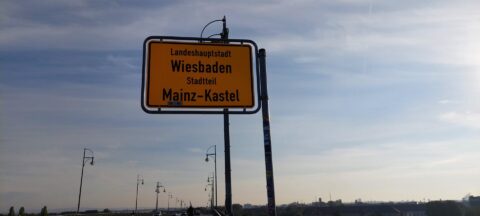 Landeshauptstadt
Wiesbaden
Stadtteil
Mainz-Kastel